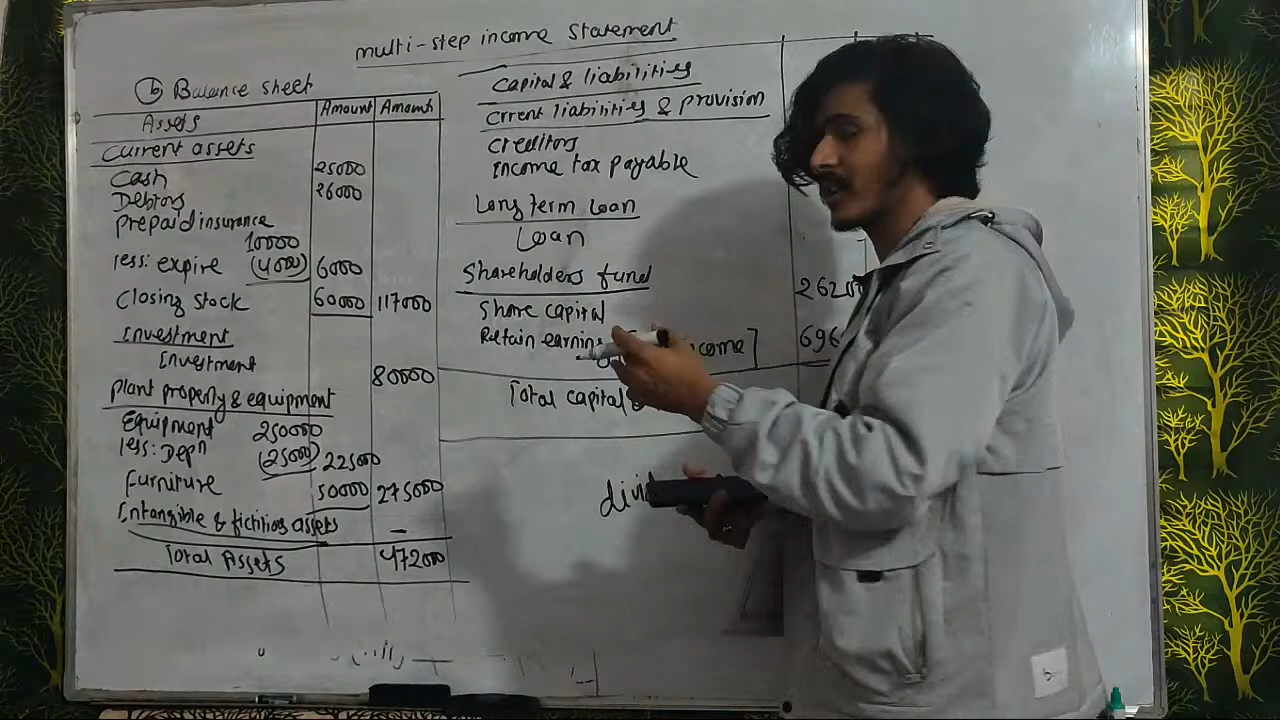 multi-step income statement
(b) Balance sheet
Assets Amount Amount
Current assets
Cash 25000
Debtors 26000
Prepaid insurance
10000
less: expire (4000) 6000
Closing stock 60000 117000
Investment
Investment
80000
Plant property & equipment
Equipment 250000
less: Depn (25000) 225000
Furniture 50000 275000
Intangible & fictitious assets —
Total Assets 472000
Capital & liabilities
Crrent liabilities & provision
Creditors
Income tax payable
Long term loan
Loan
Shareholders fund
Share capital
Retain earning
Total capital